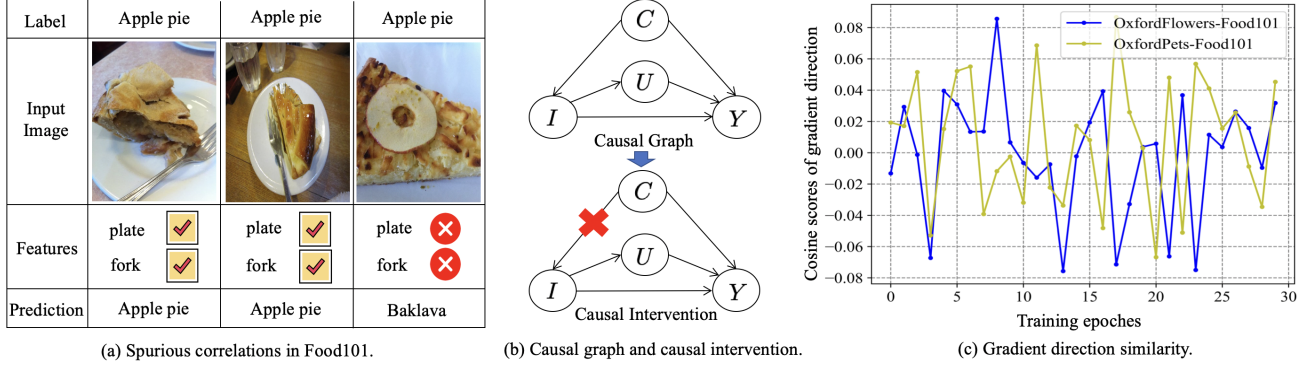 Label Apple pie Apple pie Apple pie
Input
Image
Features
plate plate plate
fork fork fork
Prediction Apple pie Apple pie Baklava
(a) Spurious correlations in Food101.
C
U
I Y
Causal Graph
C
U
I Y
Causal Intervention
(b) Causal graph and causal intervention.
OxfordFlowers-Food101
OxfordPets-Food101
Cosine scores of gradient direction
0.08
0.06
0.04
0.02
0.00
−0.02
−0.04
−0.06
−0.08
0 5 10 15 20 25 30
Training epoches
(c) Gradient direction similarity.